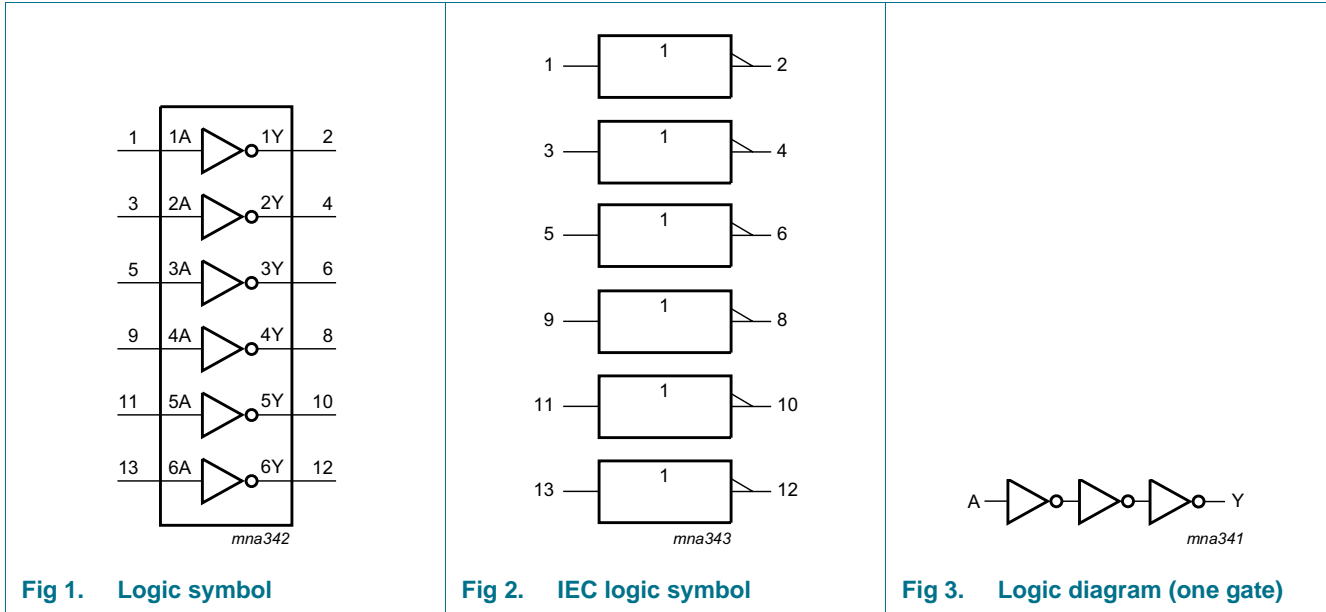 1 1A 1Y 2
3 2A 2Y 4
5 3A 3Y 6
9 4A 4Y 8
11 5A 5Y 10
13 6A 6Y 12
mna342
Fig 1. Logic symbol
1 1 2
3 1 4
5 1 6
9 1 8
11 1 10
13 1 12
mna343
Fig 2. IEC logic symbol
A Y
mna341
Fig 3. Logic diagram (one gate)